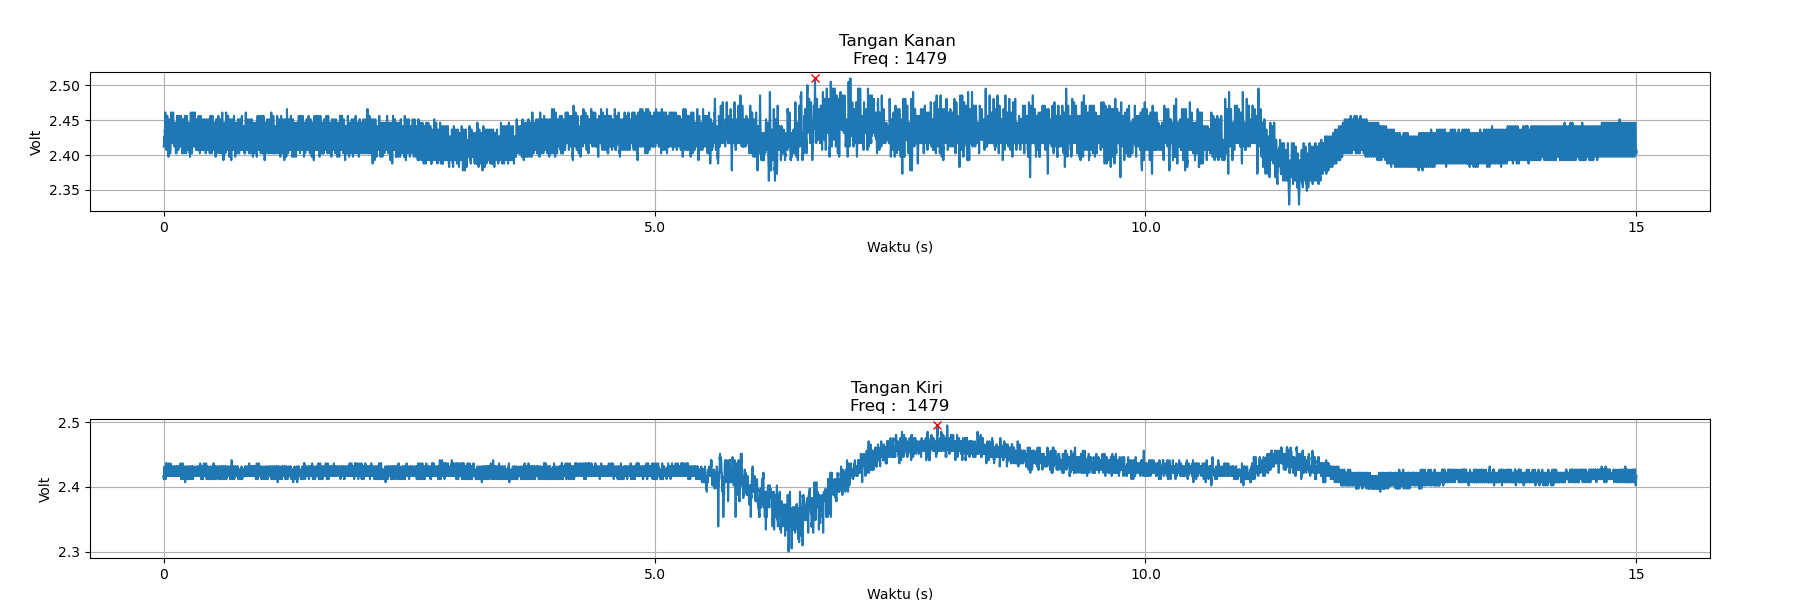 Tangan Kanan
Freq : 1479
2.50
2.45
2.40
2.35
Volt
0
5.0
10.0
15
Waktu (s)
Tangan Kiri
Freq :  1479
2.5
2.4
2.3
Volt
0
5.0
10.0
15
Waktu (s)